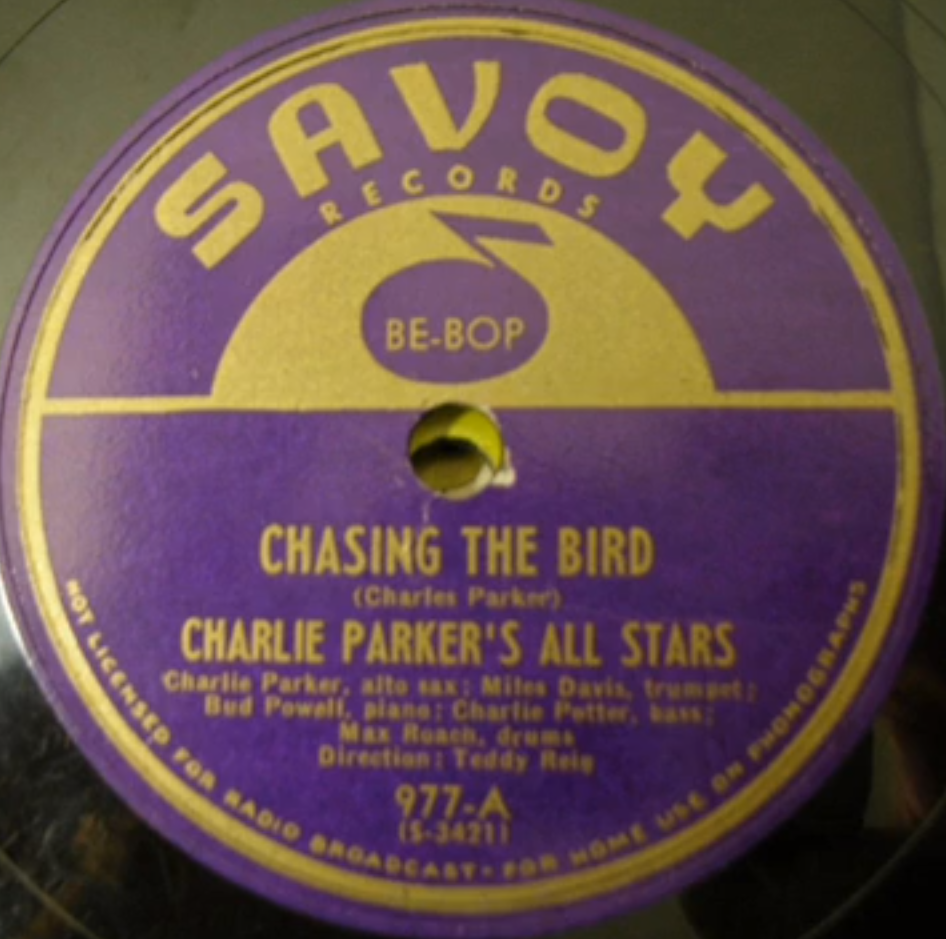 SAVOY
RECORDS
BE-BOP
CHASING THE BIRD
(Charles Parker)
CHARLIE PARKER'S ALL STARS
Charlie Parker, alto sax; Miles Davis, trumpet;
Bud Powell, piano; Charlie Potter, bass;
Max Roach, drums
Direction: Teddy Reig
977-A
(S-3421)
NOT LICENSED FOR RADIO BROADCAST • FOR HOME USE ON PHONOGRAPHS